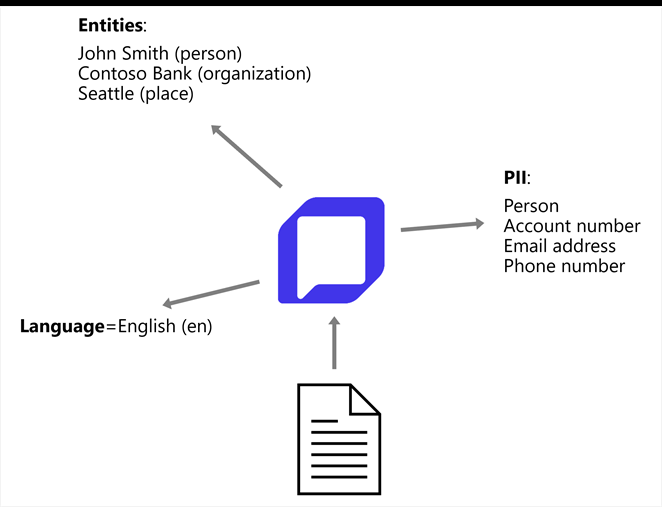 Entities:
John Smith (person)
Contoso Bank (organization)
Seattle (place)
PII:
Person
Account number
Email address
Phone number
Language=English (en)